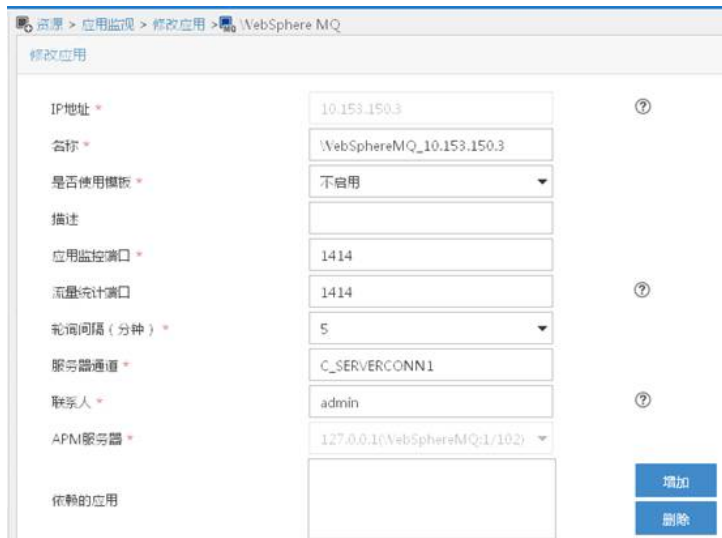 资源 > 应用监视 > 修改应用 > WebSphere MQ
修改应用
IP地址 * 10.153.150.3
名称 * WebSphereMQ_10.153.150.3
是否使用模板 * 不启用
描述
应用监控端口 * 1414
流量统计端口 1414
轮询间隔（分钟） * 5
服务器通道 * C_SERVERCONN1
联系人 * admin
APM服务器 * 127.0.0.1(WebSphereMQ:1/102)
依赖的应用
增加
删除